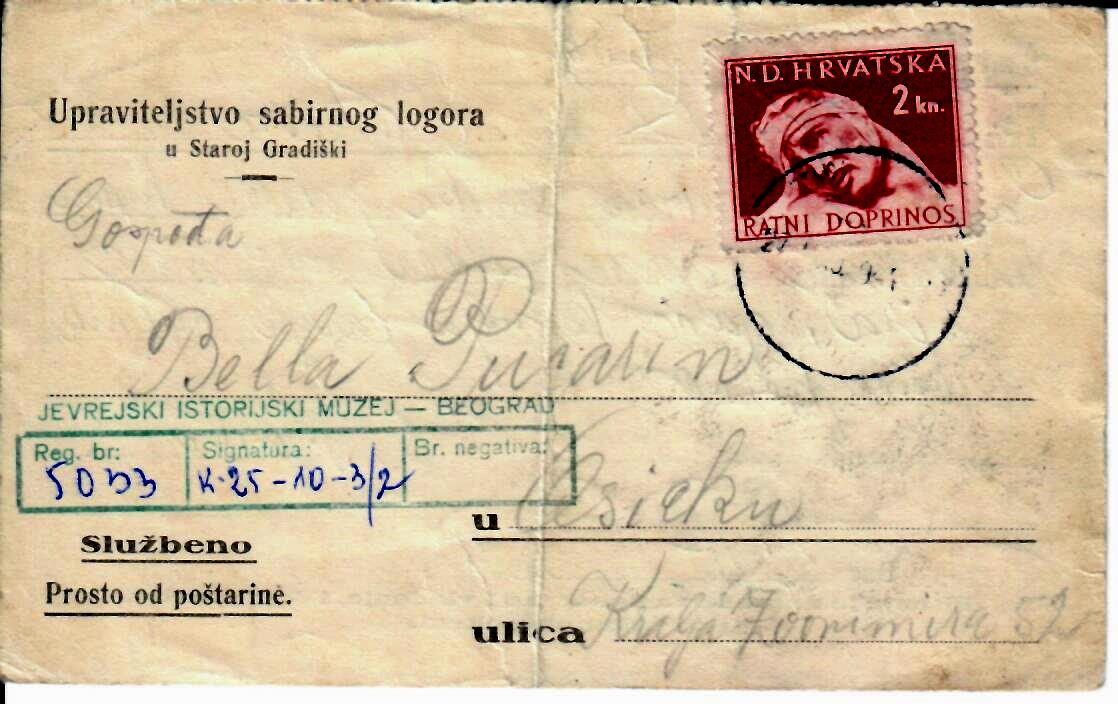 Upraviteljstvo sabirnog logora
u Staroj Gradiški
N.D. HRVATSKA
2 kn.
RATNI DOPRINOS
Gospođa
Bella
JEVREJSKI ISTORIJSKI MUZEJ — BEOGRAD
Reg. br: Signatura: Br. negativa:
5033 K-25-10-3/2
u Osieku
Službeno
Prosto od poštarine.
ulica Kralja Zvonimira 52